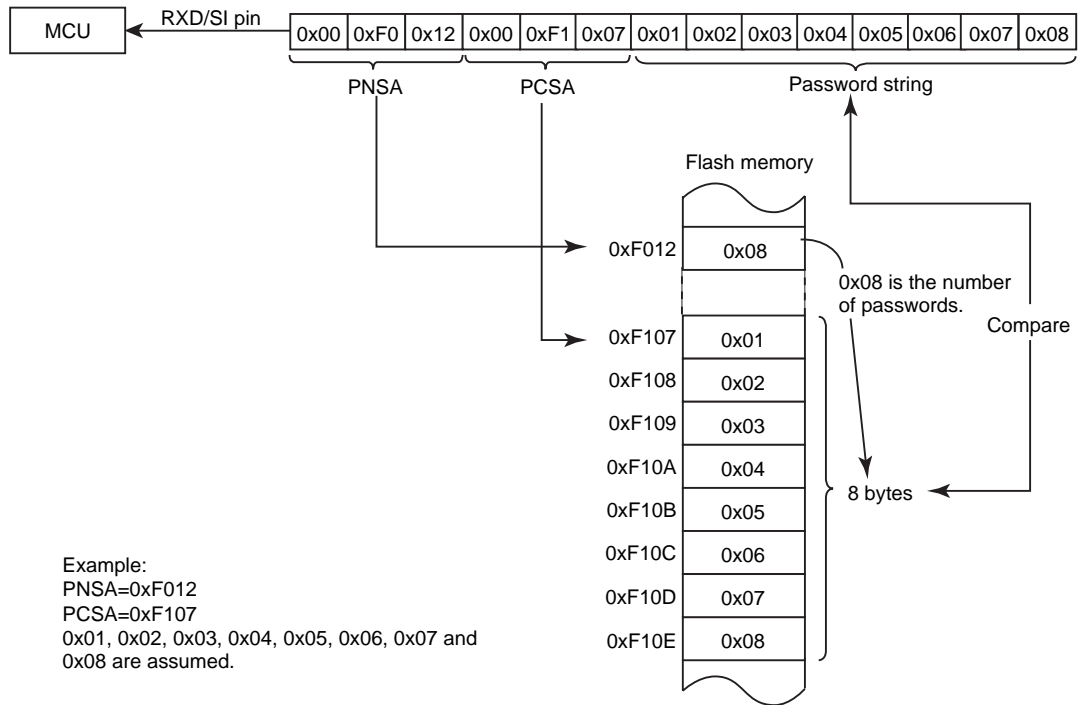 MCU
RXD/SI pin
0x00 0xF0 0x12 0x00 0xF1 0x07 0x01 0x02 0x03 0x04 0x05 0x06 0x07 0x08
PNSA PCSA Password string
Flash memory
0xF012 0x08
0x08 is the number
of passwords.
Compare
0xF107 0x01
0xF108 0x02
0xF109 0x03
0xF10A 0x04
8 bytes
0xF10B 0x05
0xF10C 0x06
0xF10D 0x07
0xF10E 0x08
Example:
PNSA=0xF012
PCSA=0xF107
0x01, 0x02, 0x03, 0x04, 0x05, 0x06, 0x07 and
0x08 are assumed.